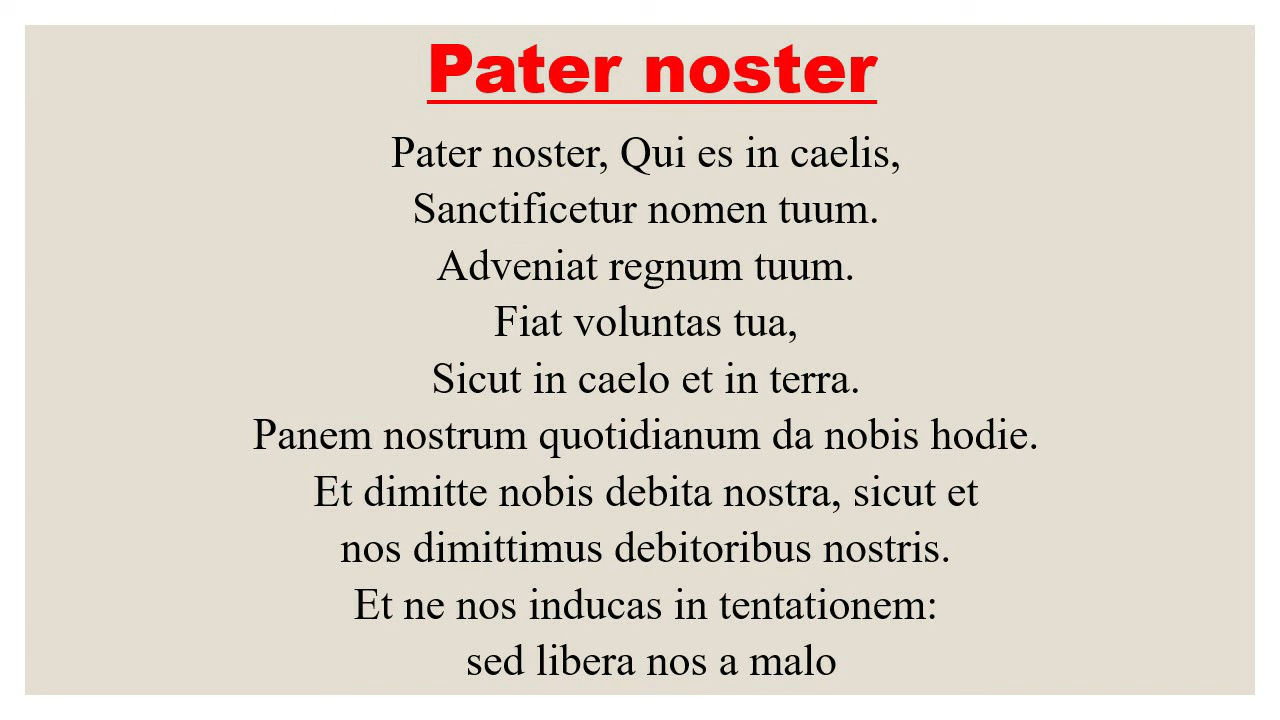 Pater noster
Pater noster, Qui es in caelis,
Sanctificetur nomen tuum.
Adveniat regnum tuum.
Fiat voluntas tua,
Sicut in caelo et in terra.
Panem nostrum quotidianum da nobis hodie.
Et dimitte nobis debita nostra, sicut et
nos dimittimus debitoribus nostris.
Et ne nos inducas in tentationem:
sed libera nos a malo